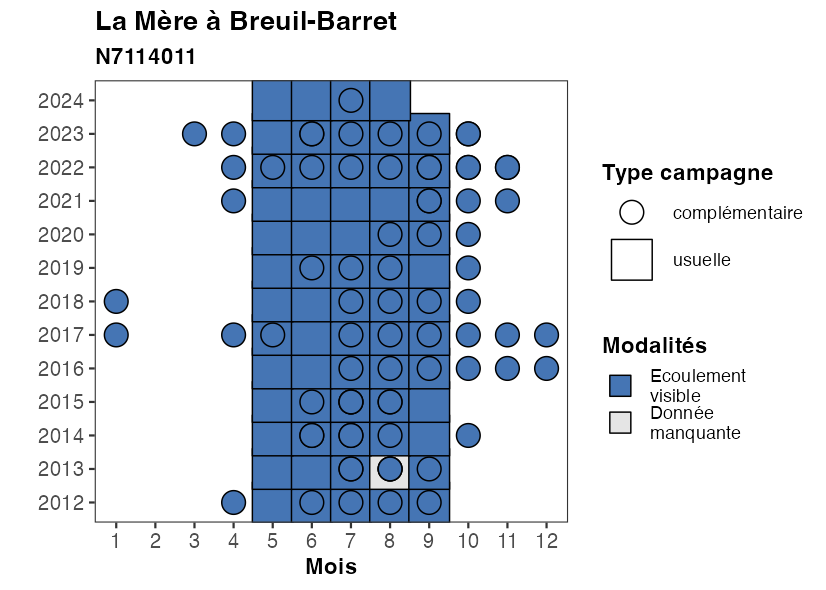 La Mère à Breuil-Barret
N7114011
2024
2023
2022
2021
2020
2019
2018
2017
2016
2015
2014
2013
2012
1 2 3 4 5 6 7 8 9 10 11 12
Mois
Type campagne
complémentaire
usuelle
Modalités
Ecoulement
visible
Donnée
manquante